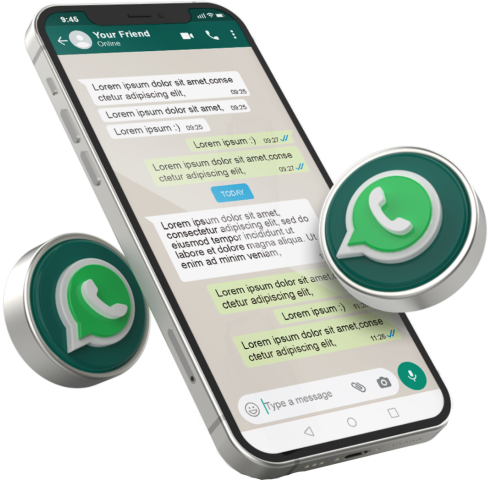 9:45
Your Friend
Online
Lorem ipsum dolor sit amet,conse
ctetur adipiscing elit,
09:25
Lorem ipsum dolor sit amet,
09:25
Lorem ipsum :)
09:25
Lorem ipsum :)
09:27
Lorem ipsum dolor sit amet,conse
ctetur adipiscing elit,
09:27
TODAY
Lorem ipsum dolor sit amet,
consectetur adipiscing elit, sed do
eiusmod tempor incididunt ut
labore et dolore magna aliqua. Ut
enim ad minim veniam,
Lorem ipsum dolor sit amet,
ctetur adipiscing elit,
Lorem ipsum :)
Lorem ipsum dolor sit amet,conse
ctetur adipiscing elit,
11:26
Type a message